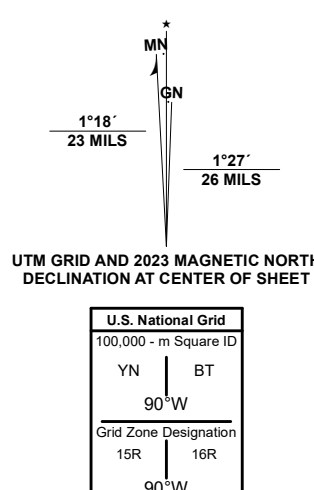 ★
MN
GN
1°18´
23 MILS
1°27´
26 MILS
UTM GRID AND 2023 MAGNETIC NORTH
DECLINATION AT CENTER OF SHEET
U.S. National Grid
100,000 - m Square ID
YN BT
90°W
Grid Zone Designation
15R 16R
90°W